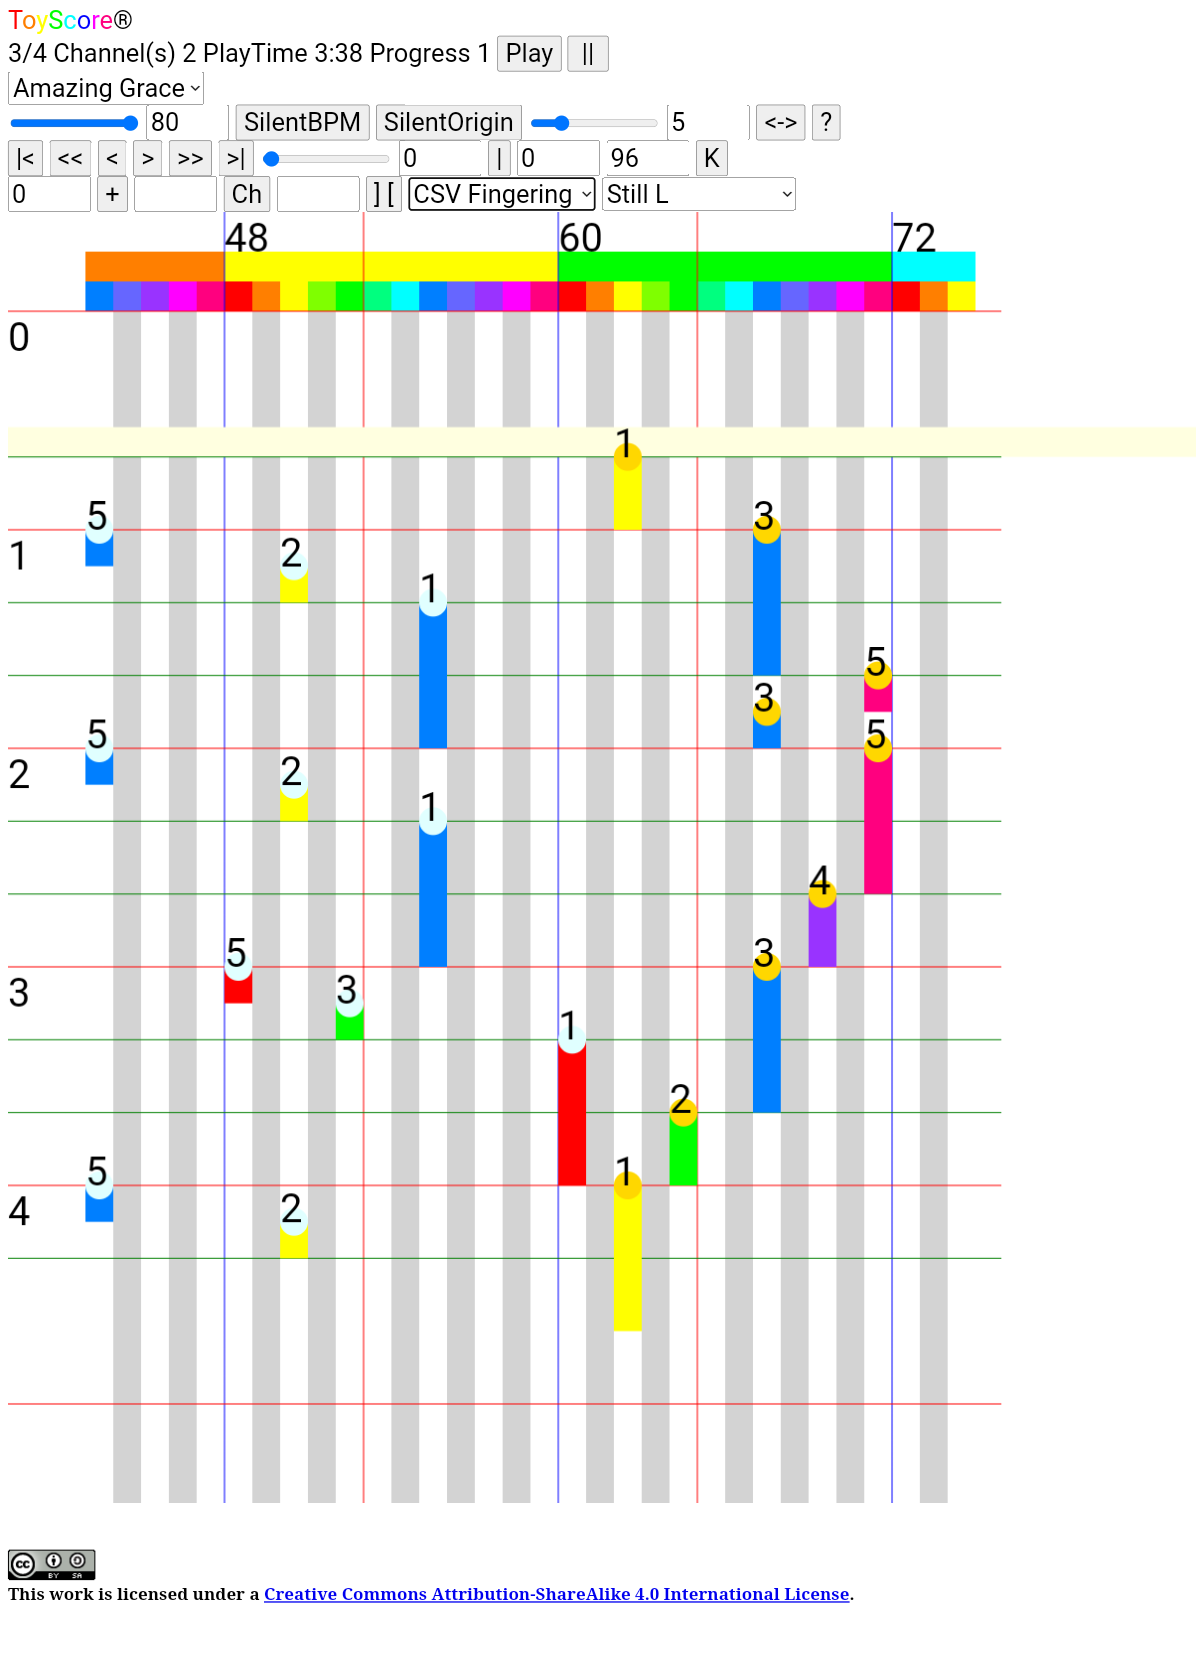 ToyScore®
3/4 Channel(s) 2 PlayTime 3:38 Progress 1 Play ||
Amazing Grace
80 SilentBPM SilentOrigin 5 <-> ?
|< << < > >> >| 0 | 0 96 K
0 + Ch ] [ CSV Fingering Still L
48 60 72
0
1
5 3
1 2
1
5
3
5 5
2 2
1
4
5 3
3 3
1
2
5 1
4 2
cc BY SA
This work is licensed under a Creative Commons Attribution-ShareAlike 4.0 International License.